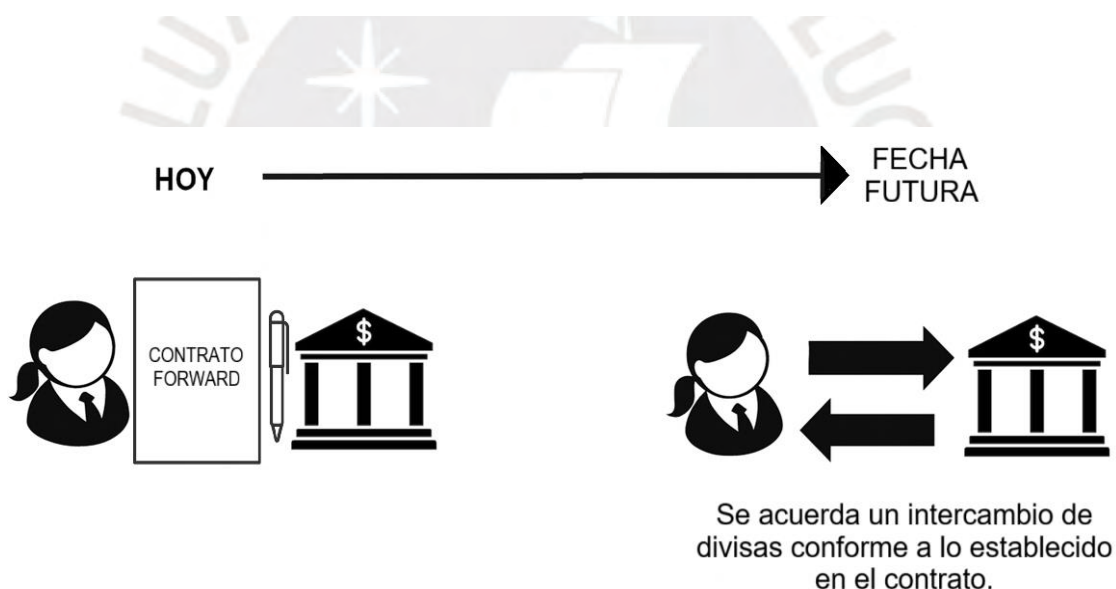 HOY
FECHA
FUTURA
CONTRATO
FORWARD
$
$
Se acuerda un intercambio de
divisas conforme a lo establecido
en el contrato.